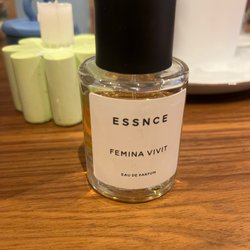 ESSNCE
FEMINA VIVIT
EAU DE PARFUM